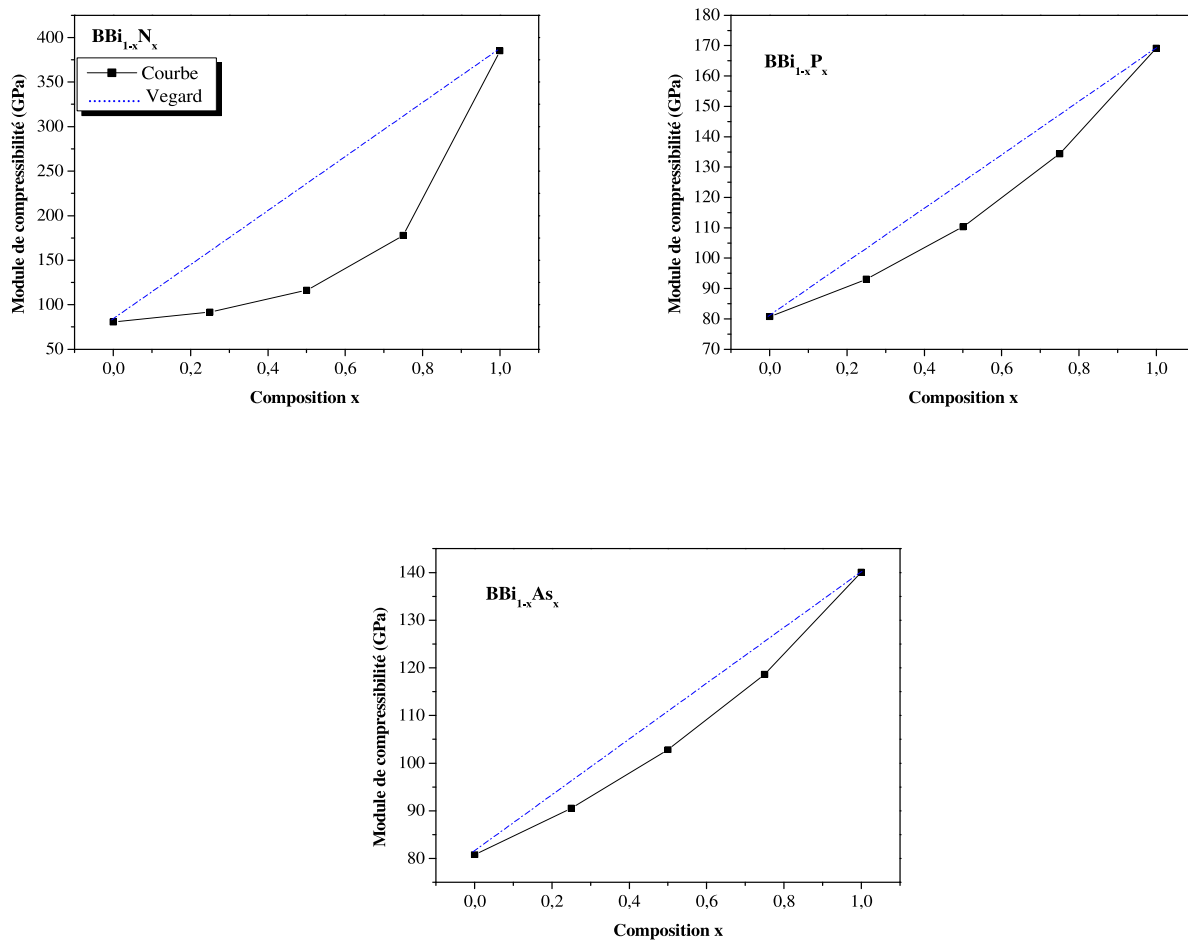 BBi1-xNx
Courbe
Vegard
Module de compressibilité (GPa)
400
350
300
250
200
150
100
50
0,0 0,2 0,4 0,6 0,8 1,0
Composition x
BBi1-xPx
Module de compressibilité (GPa)
180
170
160
150
140
130
120
110
100
90
80
70
0,0 0,2 0,4 0,6 0,8 1,0
Composition x
BBi1-xAsx
Module de compressibilité (GPa)
140
130
120
110
100
90
80
0,0 0,2 0,4 0,6 0,8 1,0
Composition x